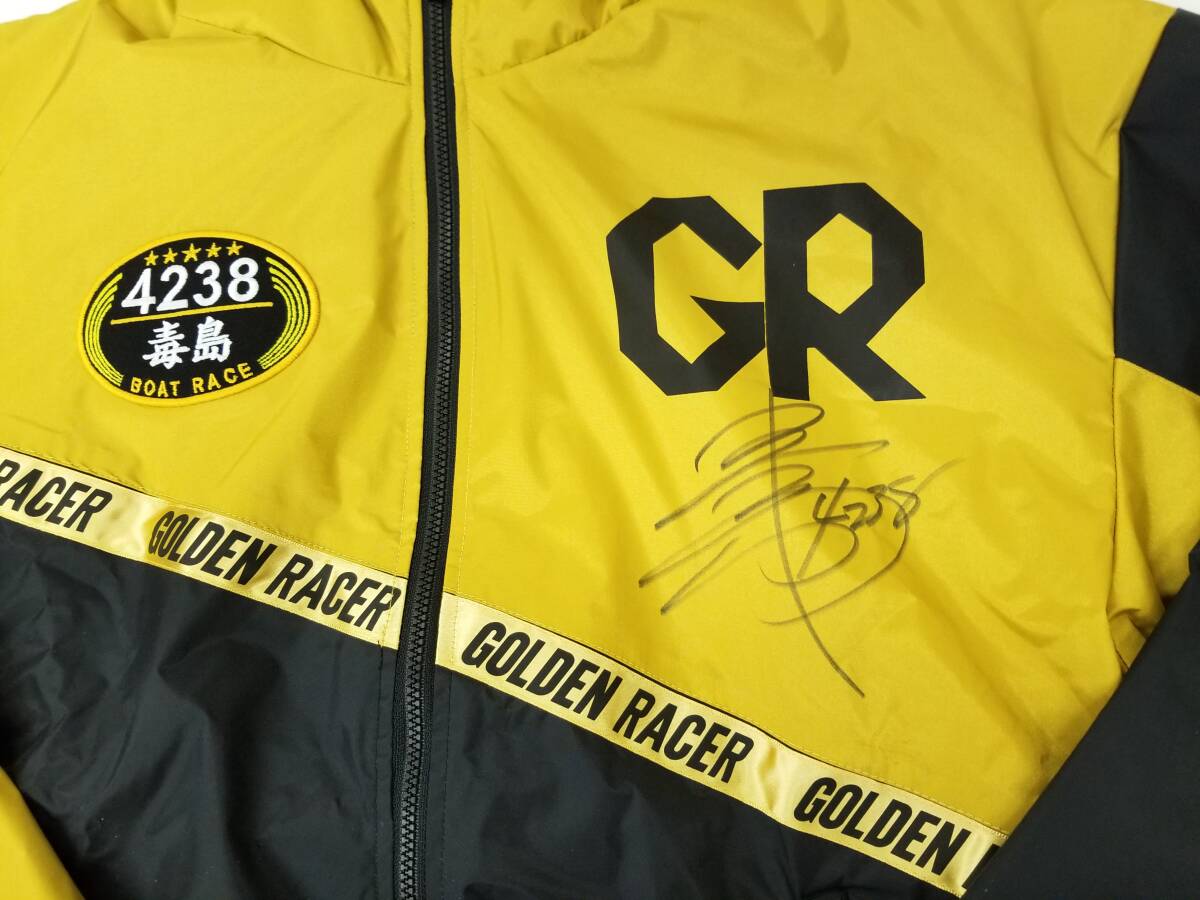 4238
毒島
BOAT RACE
GR
4238
RACER GOLDEN RACER
GOLDEN RACER GOLDEN